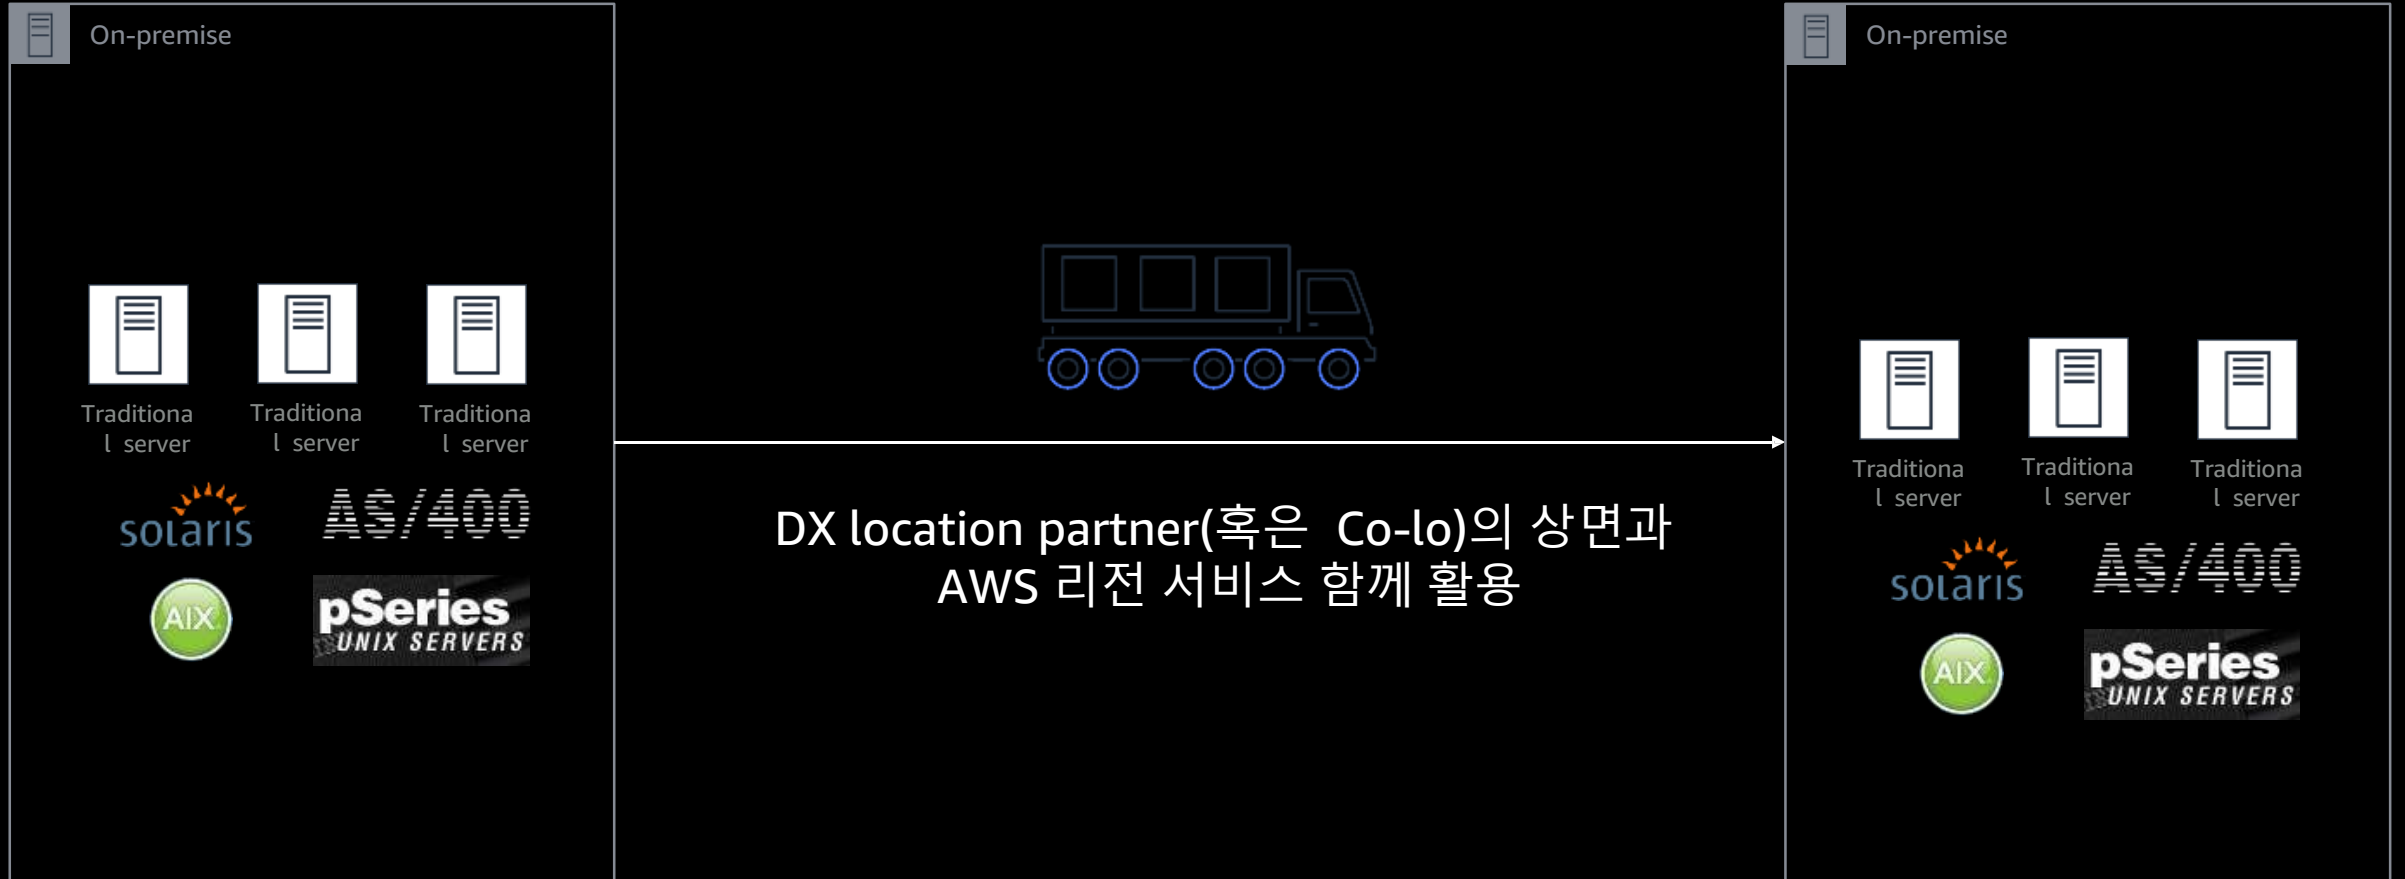 On-premise
Traditiona
l server
Traditiona
l server
Traditiona
l server
solaris
AS/400
AIX
pSeries
UNIX SERVERS
DX location partner(혹은 Co-lo)의 상면과
AWS 리전 서비스 함께 활용
On-premise
Traditiona
l server
Traditiona
l server
Traditiona
l server
solaris
AS/400
AIX
pSeries
UNIX SERVERS